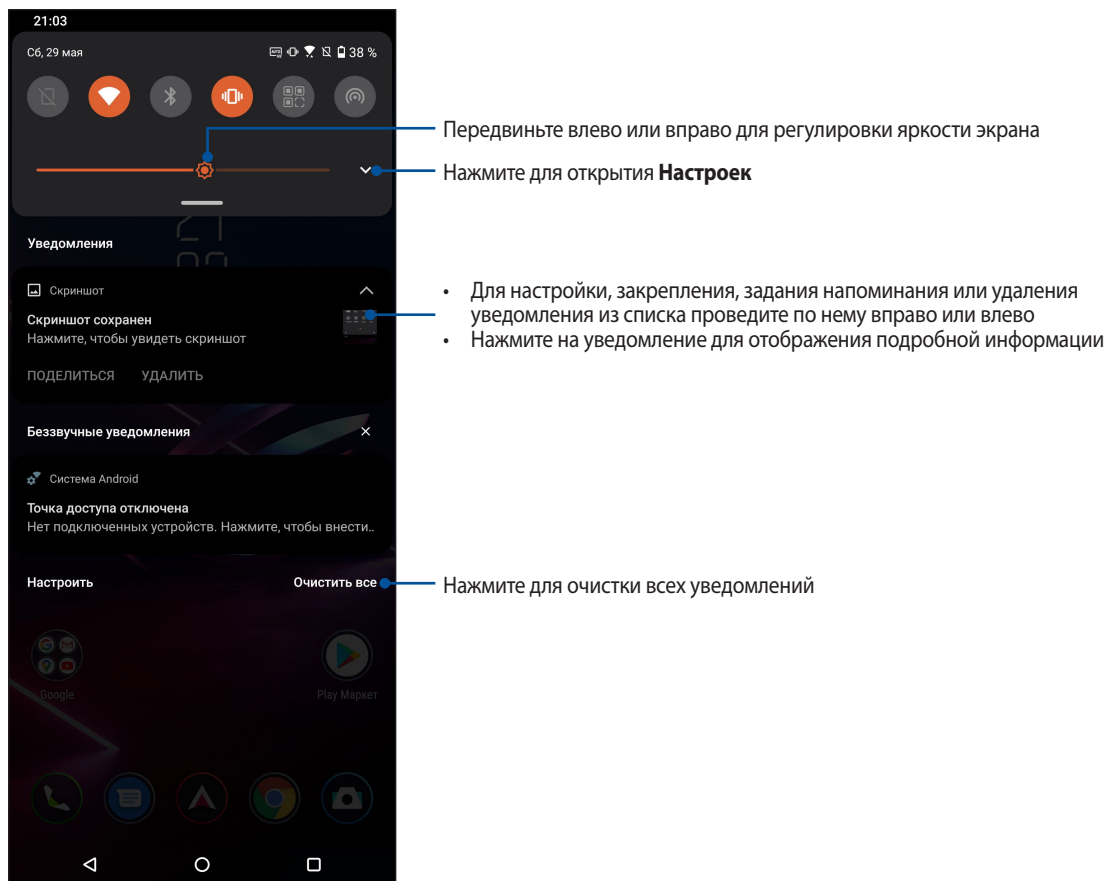 21:03
Сб, 29 мая
38 %
Передвиньте влево или вправо для регулировки яркости экрана
Нажмите для открытия Настроек
Уведомления
Скриншот
Скриншот сохранен
Нажмите, чтобы увидеть скриншот
ПОДЕЛИТЬСЯ УДАЛИТЬ
• Для настройки, закрепления, задания напоминания или удаления
уведомления из списка проведите по нему вправо или влево
• Нажмите на уведомление для отображения подробной информации
Беззвучные уведомления
Система Android
Точка доступа отключена
Нет подключенных устройств. Нажмите, чтобы внести..
Настроить
Очистить все
Нажмите для очистки всех уведомлений
Google
Play Маркет